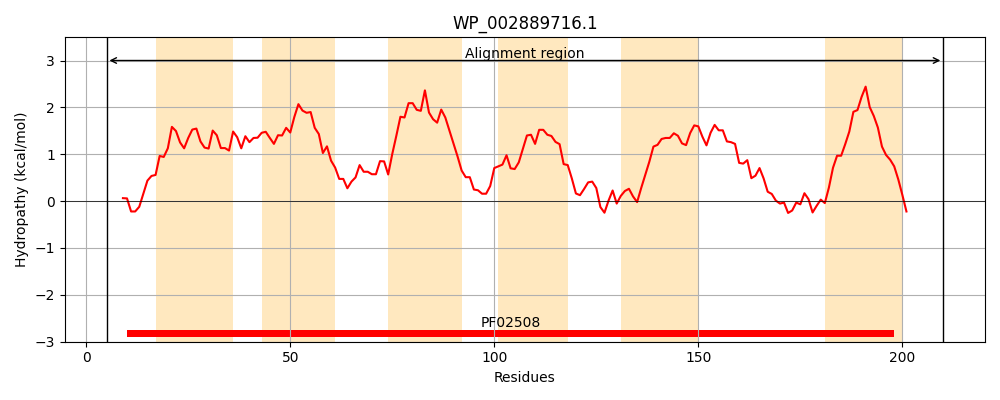 WP_002889716.1
Alignment region
3
2
1
0
−1
−2
−3
Hydropathy (kcal/mol)
PF02508
0 50 100 150 200
Residues